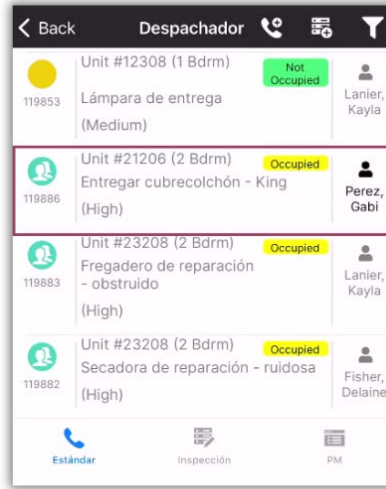 Back Despachador
Unit #12308 (1 Bdrm)
Not
Occupied
119853
Lámpara de entrega
Lanier,
Kayla
(Medium)
Unit #21206 (2 Bdrm)
Occupied
Entregar cubrecolchón - King
119886
Perez,
Gabi
(High)
Unit #23208 (2 Bdrm)
Occupied
Fregadero de reparación
- obstruido
119883
Lanier,
Kayla
(High)
Unit #23208 (2 Bdrm)
Occupied
Secadora de reparación - ruidosa
119882
Fisher,
Delaine
(High)
Estándar Inspección PM